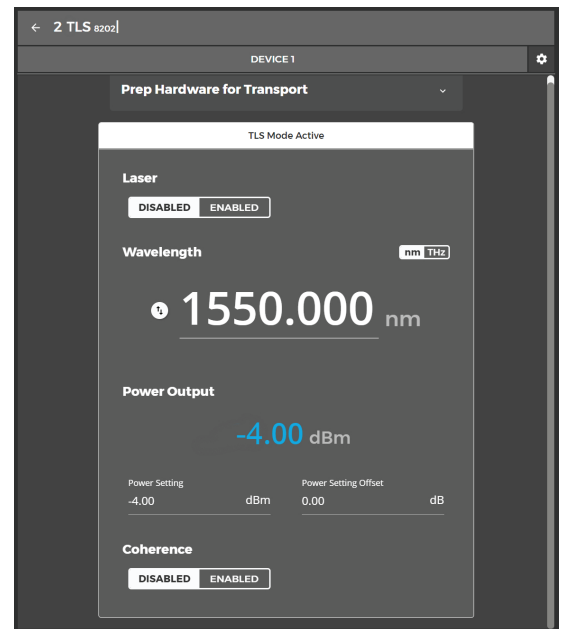 2 TLS 8202
DEVICE 1
Prep Hardware for Transport
TLS Mode Active
Laser
DISABLED ENABLED
Wavelength nm THz
1550.000 nm
Power Output
-4.00 dBm
Power Setting Power Setting Offset
-4.00 dBm 0.00 dB
Coherence
DISABLED ENABLED